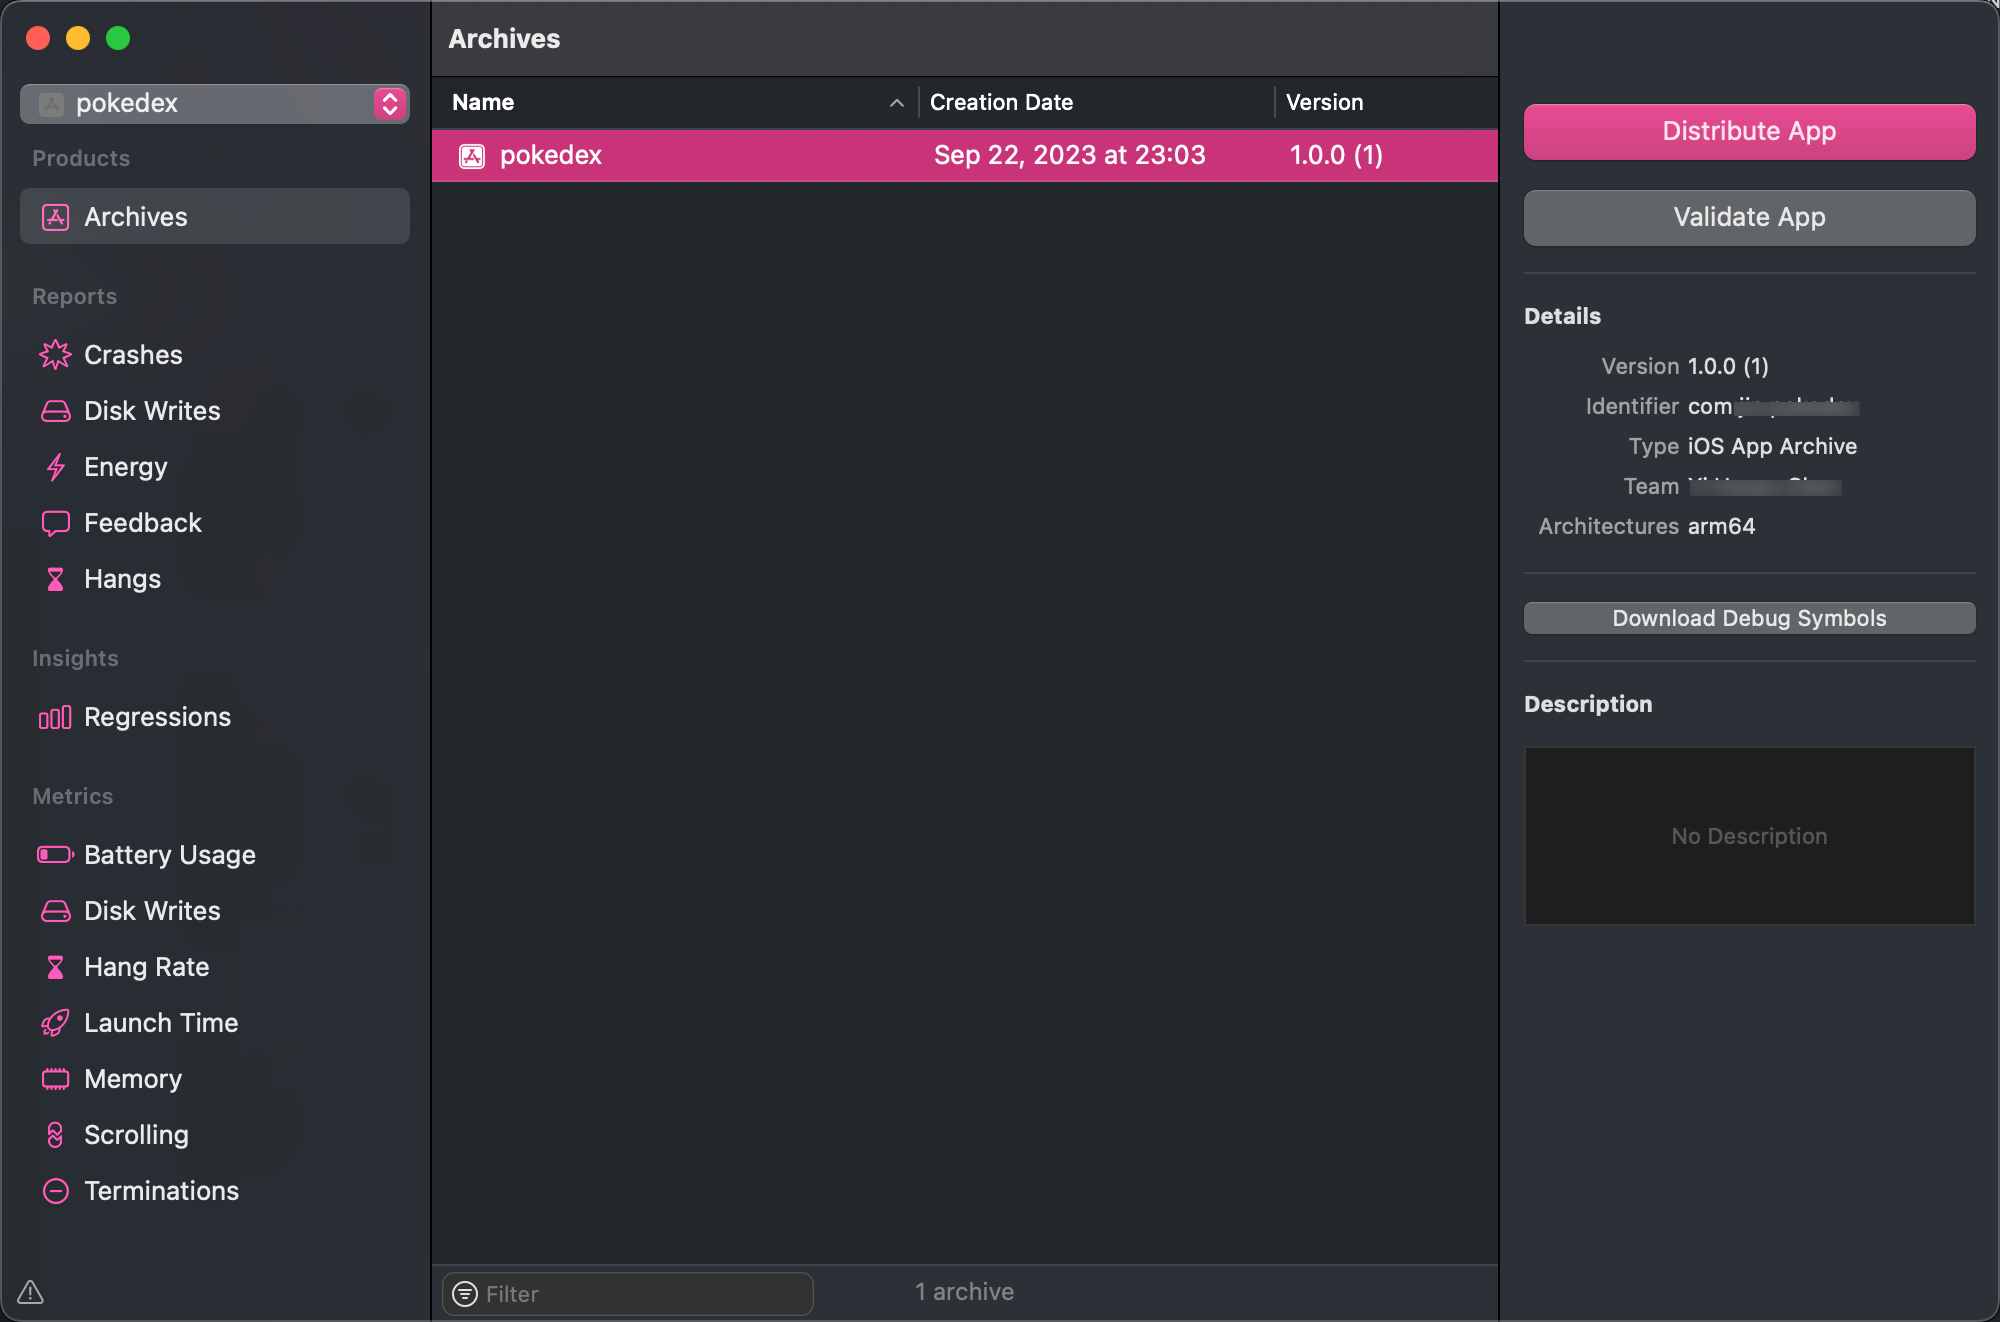 pokedex
Products
Archives
Reports
Crashes
Disk Writes
Energy
Feedback
Hangs
Insights
Regressions
Metrics
Battery Usage
Disk Writes
Hang Rate
Launch Time
Memory
Scrolling
Terminations
Archives
Name Creation Date Version
pokedex Sep 22, 2023 at 23:03 1.0.0 (1)
Filter 1 archive
Distribute App
Validate App
Details
Version 1.0.0 (1)
Identifier com
Type iOS App Archive
Team
Architectures arm64
Download Debug Symbols
Description
No Description